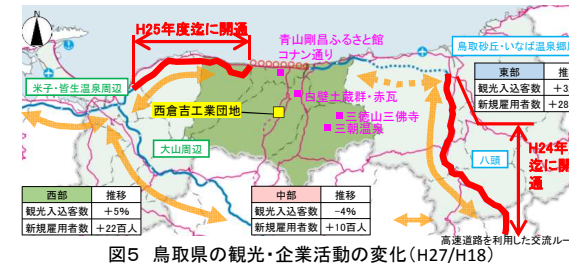 H25年度迄に開通
青山剛昌ふるさと館
コナン通り
鳥取砂丘・いなば温泉郷
米子・皆生温泉周辺
白壁土蔵群・赤瓦
西倉吉工業団地
三徳山三佛寺
三朝温泉
大山周辺
八頭
東部 推
観光入込客数 +3
新規雇用者数 +28
H24年
迄に開
通
西部 推移
観光入込客数 +5%
新規雇用者数 +22百人
中部 推移
観光入込客数 -4%
新規雇用者数 +10百人
高速道路を利用した交流ルー
図5 鳥取県の観光・企業活動の変化(H27/H18)